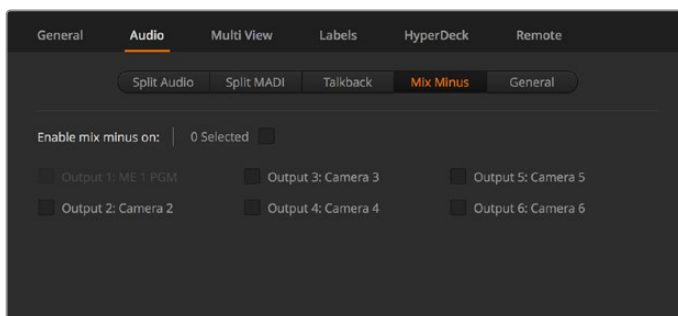 General Audio Multi View Labels HyperDeck Remote
Split Audio Split MADI Talkback Mix Minus General
Enable mix minus on: 0 Selected
Output 1: ME 1 PGM Output 3: Camera 3 Output 5: Camera 5
Output 2: Camera 2 Output 4: Camera 4 Output 6: Camera 6